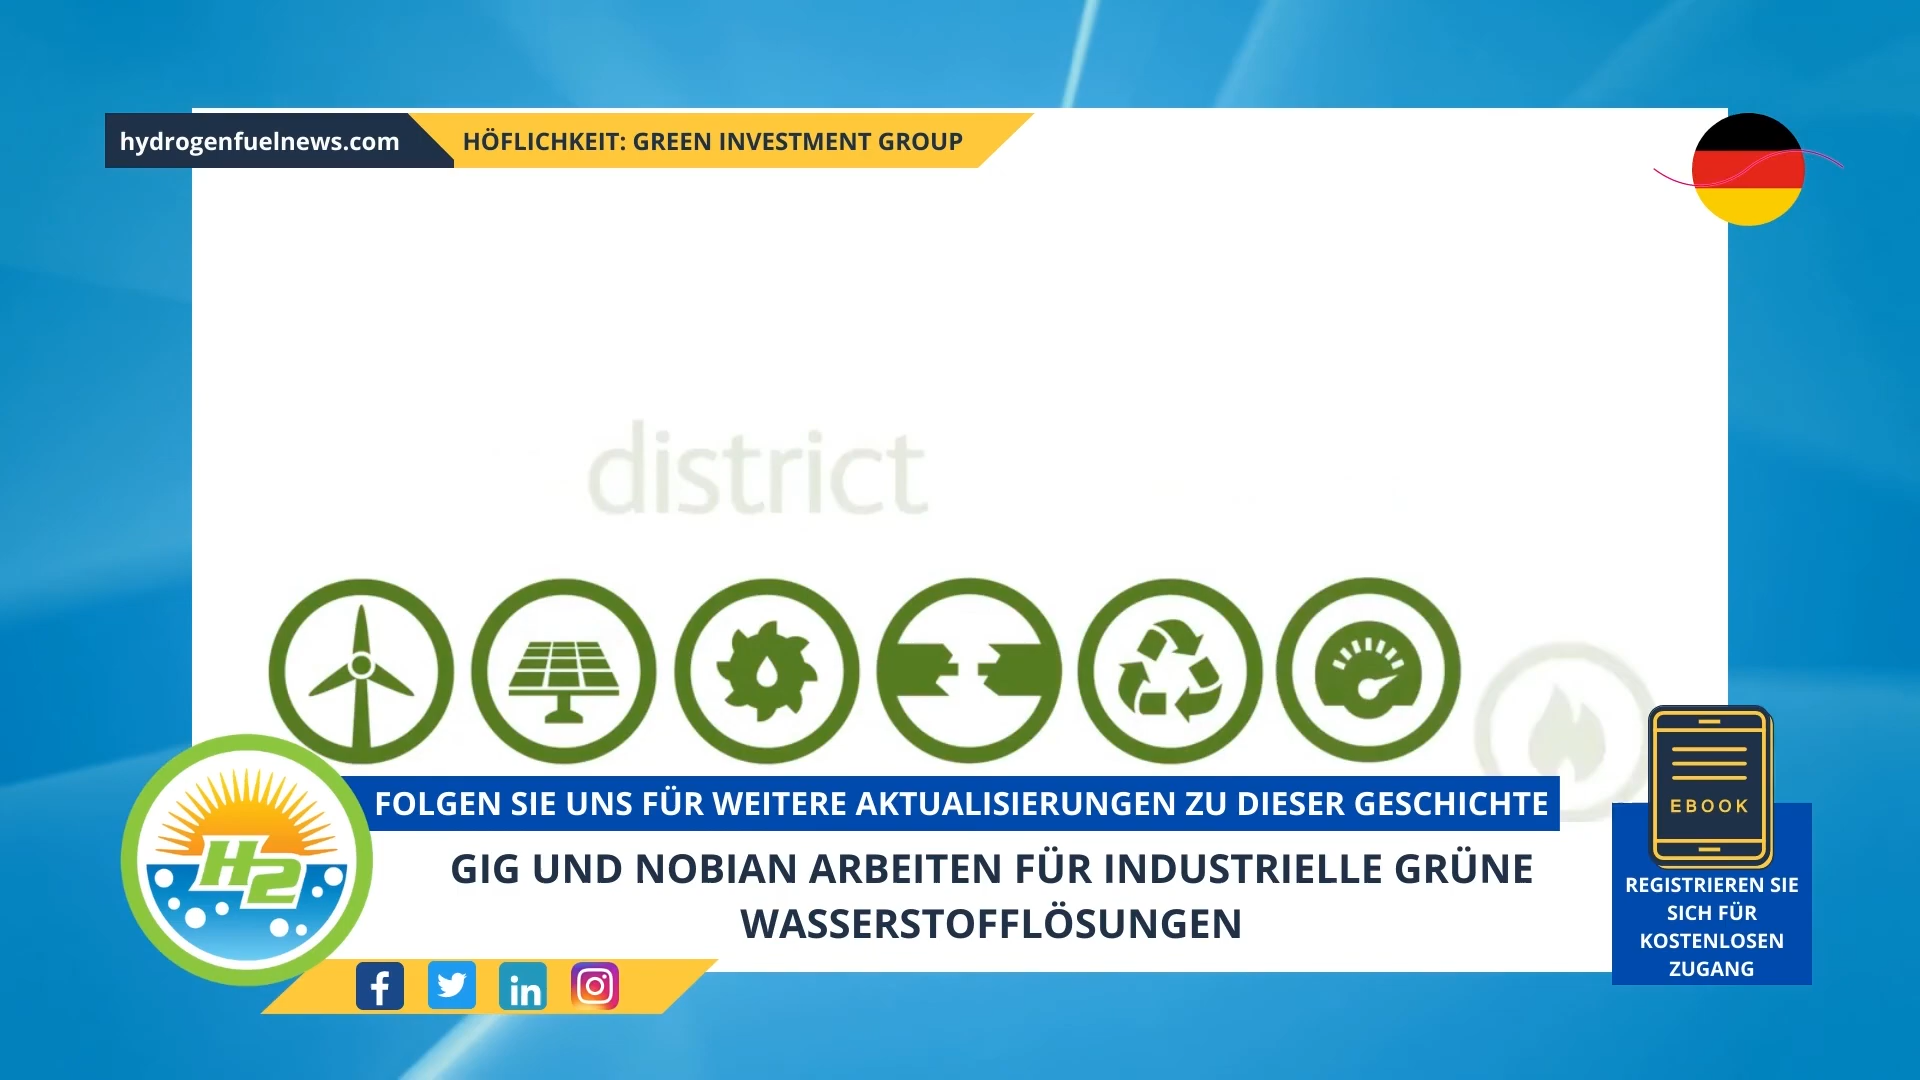 hydrogenfuelnews.com
HÖFLICHKEIT: GREEN INVESTMENT GROUP
district
FOLGEN SIE UNS FÜR WEITERE AKTUALISIERUNGEN ZU DIESER GESCHICHTE
GIG UND NOBIAN ARBEITEN FÜR INDUSTRIELLE GRÜNE
WASSERSTOFFLÖSUNGEN
H2
EBOOK
REGISTRIEREN SIE
SICH FÜR
KOSTENLOSEN
ZUGANG